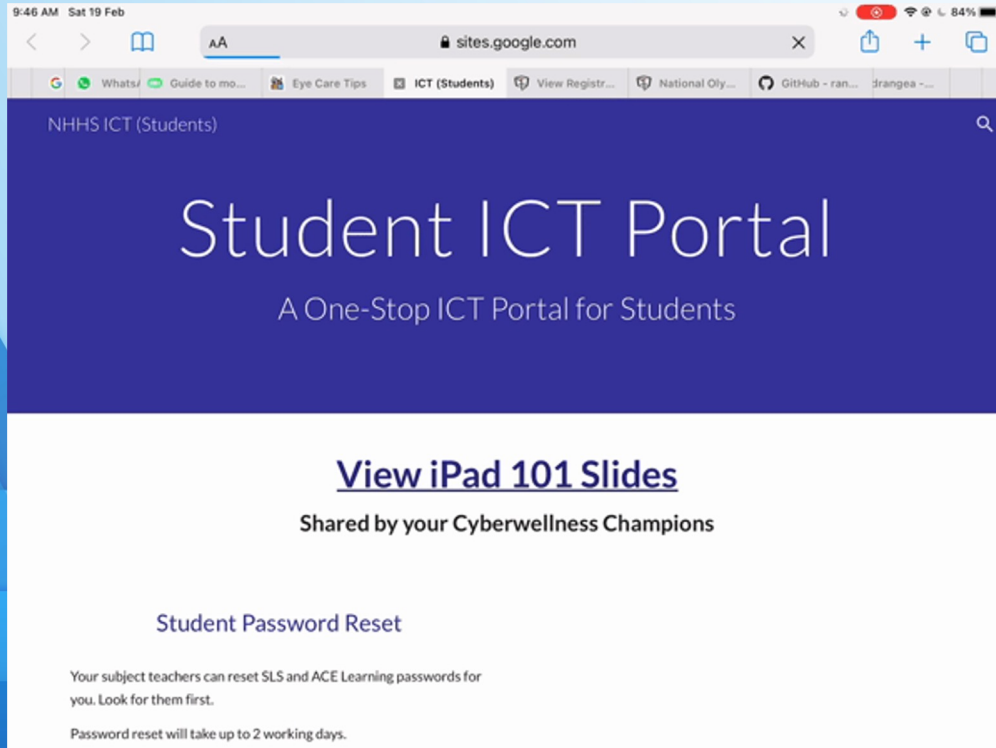 9:46 AM Sat 19 Feb 84%
AA sites.google.com
Whats/ Guide to mo... Eye Care Tips ICT (Students) View Registr... National Oly... GitHub - ran... drangea -...
NHHS ICT (Students)
Student ICT Portal
A One-Stop ICT Portal for Students
View iPad 101 Slides
Shared by your Cyberwellness Champions
Student Password Reset
Your subject teachers can reset SLS and ACE Learning passwords for
you. Look for them first.
Password reset will take up to 2 working days.